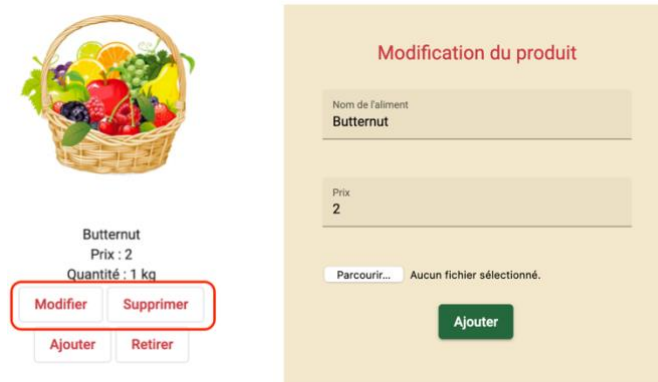 Butternut
Prix : 2
Quantité : 1 kg
Modifier Supprimer
Ajouter Retirer
Modification du produit
Nom de l'aliment
Butternut
Prix
2
Parcourir... Aucun fichier sélectionné.
Ajouter